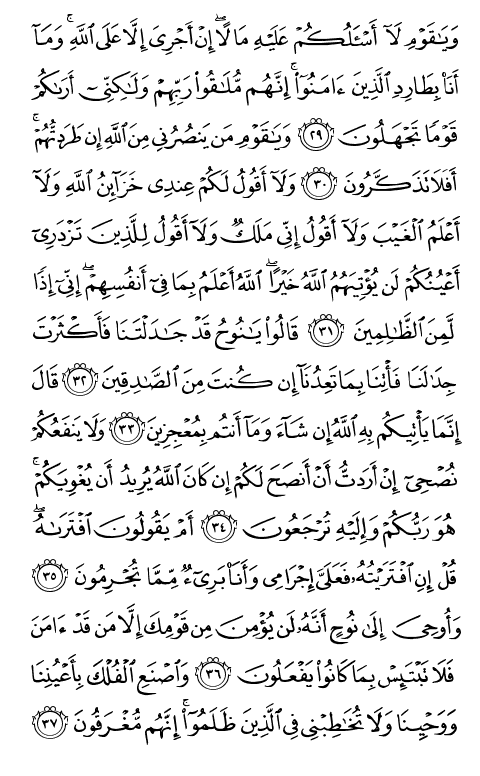 وَيَٰقَوۡمِ لَآ أَسۡـَٔلُكُمۡ عَلَيۡهِ مَالًاۖ إِنۡ أَجۡرِيَ إِلَّا عَلَى ٱللَّهِۚ وَمَآ
أَنَا۠ بِطَارِدِ ٱلَّذِينَ ءَامَنُوٓاْۚ إِنَّهُم مُّلَٰقُواْ رَبِّهِمۡ وَلَٰكِنِّيٓ أَرَىٰكُمۡ
قَوۡمٗا تَجۡهَلُونَ ٢٩ وَيَٰقَوۡمِ مَن يَنصُرُنِي مِنَ ٱللَّهِ إِن طَرَدتُّهُمۡۚ
أَفَلَا تَذَكَّرُونَ ٣٠ وَلَآ أَقُولُ لَكُمۡ عِندِي خَزَآئِنُ ٱللَّهِ وَلَآ
أَعۡلَمُ ٱلۡغَيۡبَ وَلَآ أَقُولُ إِنِّي مَلَكٞ وَلَآ أَقُولُ لِلَّذِينَ تَزۡدَرِيٓ
أَعۡيُنُكُمۡ لَن يُؤۡتِيَهُمُ ٱللَّهُ خَيۡرًاۖ ٱللَّهُ أَعۡلَمُ بِمَا فِيٓ أَنفُسِهِمۡ إِنِّيٓ إِذٗا
لَّمِنَ ٱلظَّٰلِمِينَ ٣١ قَالُواْ يَٰنُوحُ قَدۡ جَٰدَلۡتَنَا فَأَكۡثَرۡتَ
جِدَٰلَنَا فَأۡتِنَا بِمَا تَعِدُنَآ إِن كُنتَ مِنَ ٱلصَّٰدِقِينَ ٣٢ قَالَ
إِنَّمَا يَأۡتِيكُم بِهِ ٱللَّهُ إِن شَآءَ وَمَآ أَنتُم بِمُعۡجِزِينَ ٣٣ وَلَا يَنفَعُكُمۡ
نُصۡحِيٓ إِنۡ أَرَدتُّ أَنۡ أَنصَحَ لَكُمۡ إِن كَانَ ٱللَّهُ يُرِيدُ أَن يُغۡوِيَكُمۡۚ
هُوَ رَبُّكُمۡ وَإِلَيۡهِ تُرۡجَعُونَ ٣٤ أَمۡ يَقُولُونَ ٱفۡتَرَىٰهُۖ
قُلۡ إِنِ ٱفۡتَرَيۡتُهُۥ فَعَلَيَّ إِجۡرَامِي وَأَنَا۠ بَرِيٓءٞ مِّمَّا تُجۡرِمُونَ ٣٥
وَأُوحِيَ إِلَىٰ نُوحٍ أَنَّهُۥ لَن يُؤۡمِنَ مِن قَوۡمِكَ إِلَّا مَن قَدۡ ءَامَنَ
فَلَا تَبۡتَئِسۡ بِمَا كَانُواْ يَفۡعَلُونَ ٣٦ وَٱصۡنَعِ ٱلۡفُلۡكَ بِأَعۡيُنِنَا
وَوَحۡيِنَا وَلَا تُخَٰطِبۡنِي فِي ٱلَّذِينَ ظَلَمُوٓاْۚ إِنَّهُم مُّغۡرَقُونَ ٣٧